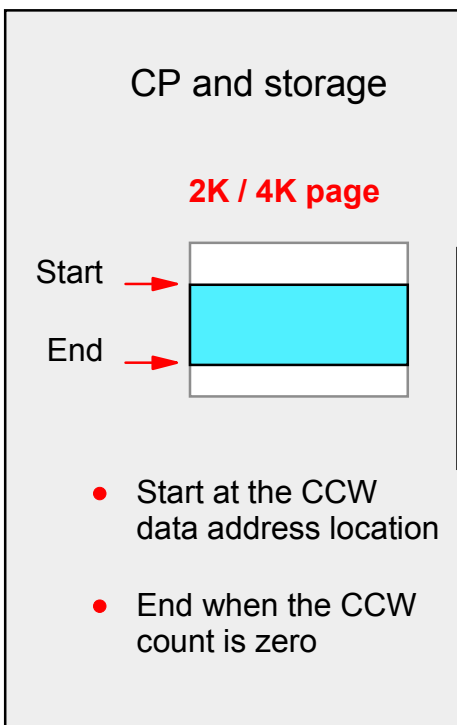 CP and storage
2K / 4K page
Start
End
• Start at the CCW
data address location
• End when the CCW
count is zero